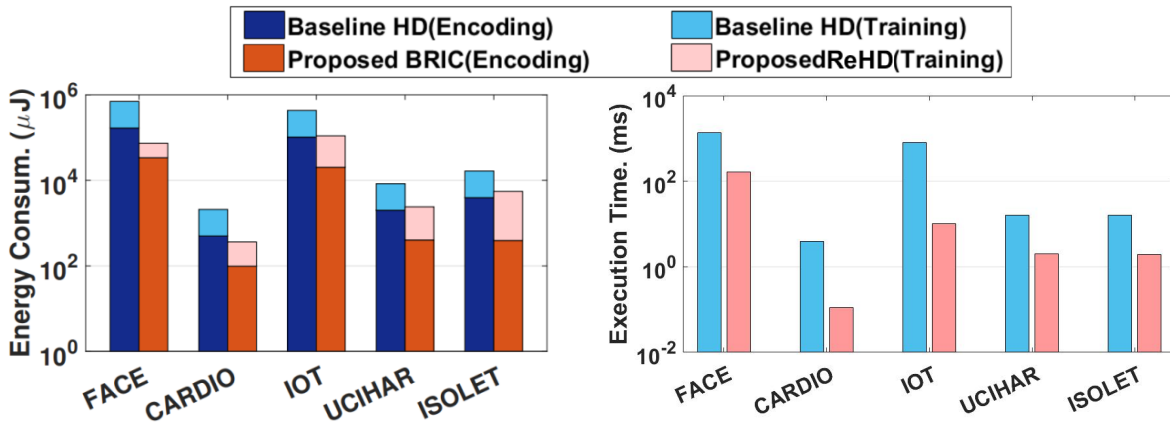 Baseline HD(Encoding) Baseline HD(Training)
Proposed BRIC(Encoding) ProposedReHD(Training)
Energy Consum. (μJ)
10^6
10^4
10^2
10^0
FACE
CARDIO
IOT
UCIHAR
ISOLET
Execution Time. (ms)
10^4
10^2
10^0
10^-2
FACE
CARDIO
IOT
UCIHAR
ISOLET